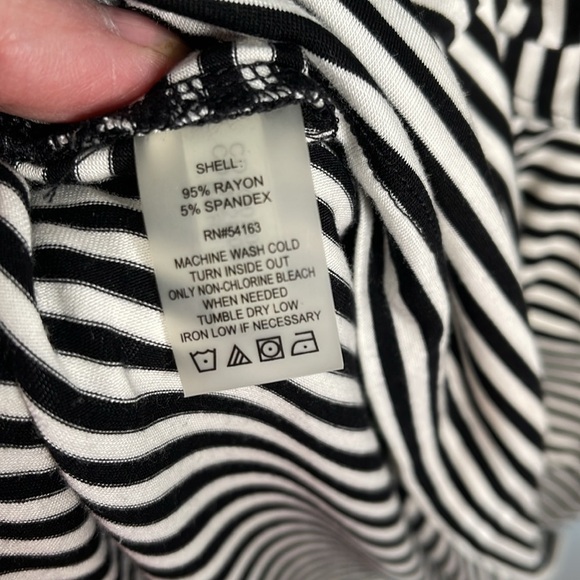 SHELL:
95% RAYON
5% SPANDEX
RN#54163
MACHINE WASH COLD
TURN INSIDE OUT
ONLY NON-CHLORINE BLEACH
WHEN NEEDED
TUMBLE DRY LOW
IRON LOW IF NECESSARY